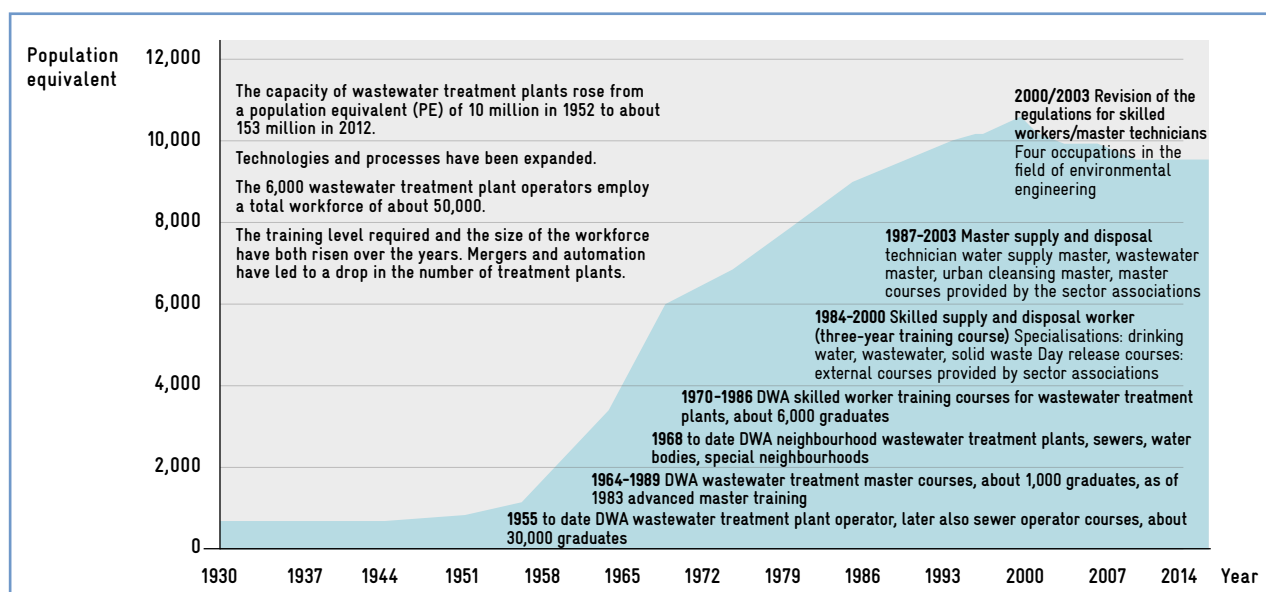 Population
equivalent
12,000
10,000
8,000
6,000
4,000
2,000
0
The capacity of wastewater treatment plants rose from
a population equivalent (PE) of 10 million in 1952 to about
153 million in 2012.
Technologies and processes have been expanded.
The 6,000 wastewater treatment plant operators employ
a total workforce of about 50,000.
The training level required and the size of the workforce
have both risen over the years. Mergers and automation
have led to a drop in the number of treatment plants.
2000/2003 Revision of the
regulations for skilled
workers/master technicians
Four occupations in the
field of environmental
engineering
1987-2003 Master supply and disposal
technician water supply master, wastewater
master, urban cleansing master, master
courses provided by the sector associations
1984-2000 Skilled supply and disposal worker
(three-year training course) Specialisations: drinking
water, wastewater, solid waste Day release courses:
external courses provided by sector associations
1970-1986 DWA skilled worker training courses for wastewater treatment
plants, about 6,000 graduates
1968 to date DWA neighbourhood wastewater treatment plants, sewers, water
bodies, special neighbourhoods
1964-1989 DWA wastewater treatment master courses, about 1,000 graduates, as of
1983 advanced master training
1955 to date DWA wastewater treatment plant operator, later also sewer operator courses, about
30,000 graduates
1930 1937 1944 1951 1958 1965 1972 1979 1986 1993 2000 2007 2014 Year